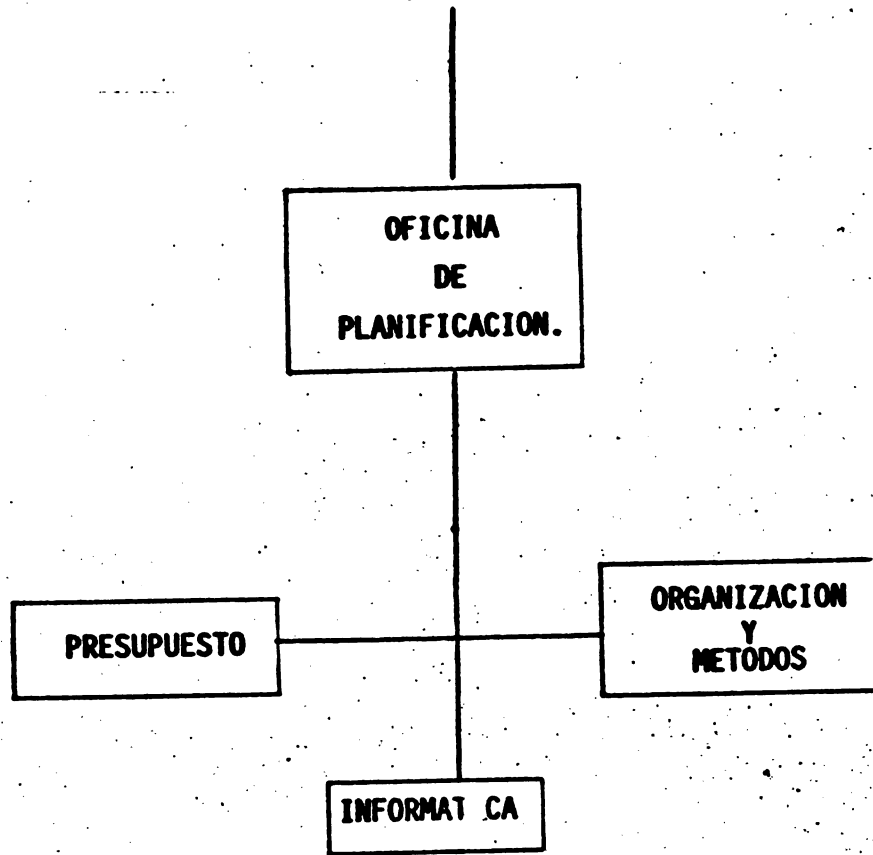 OFICINA
DE
PLANIFICACION.
PRESUPUESTO
ORGANIZACION
Y
METODOS
INFORMAT CA